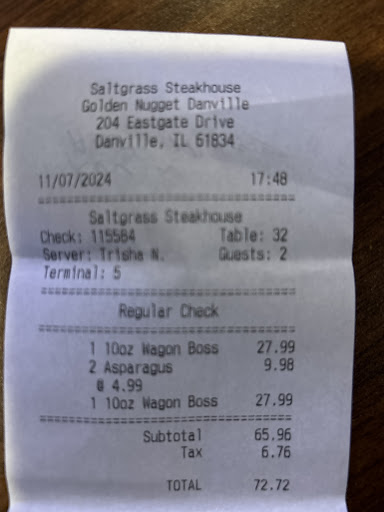 Saltgrass Steakhouse
Golden Nugget Danville
204 Eastgate Drive
Danville, IL 61834
11/07/2024 17:48
Saltgrass Steakhouse
Check: 115584 Table: 32
Server: Trisha N. Guests: 2
Terminal: 5
Regular Check
1 10oz Wagon Boss 27.99
2 Asparagus 9.98
@ 4.99
1 10oz Wagon Boss 27.99
Subtotal 65.96
Tax 6.76
TOTAL 72.72